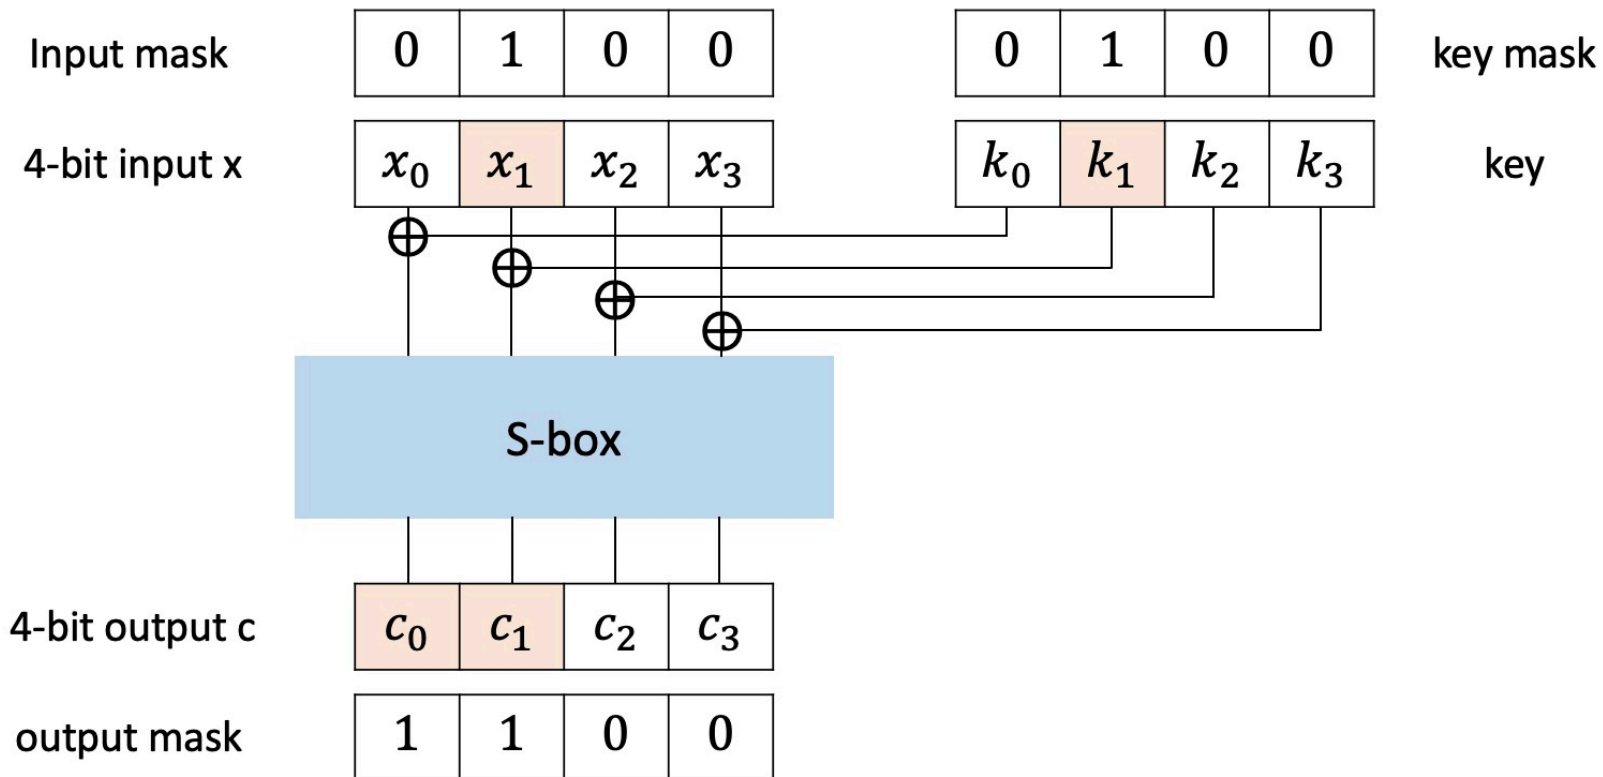 Input mask 0 1 0 0 0 1 0 0 key mask
4-bit input x x₀ x₁ x₂ x₃ k₀ k₁ k₂ k₃ key
S-box
4-bit output c c₀ c₁ c₂ c₃
output mask 1 1 0 0